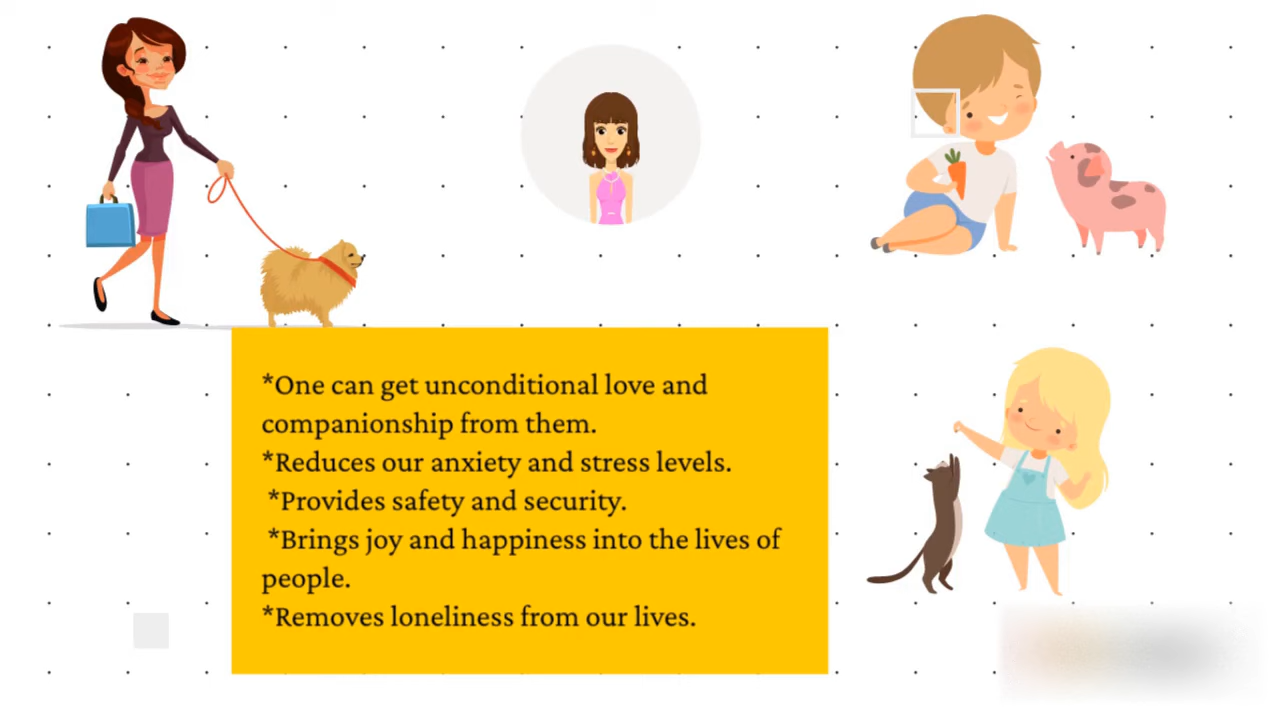 *One can get unconditional love and
companionship from them.
*Reduces our anxiety and stress levels.
*Provides safety and security.
*Brings joy and happiness into the lives of
people.
*Removes loneliness from our lives.